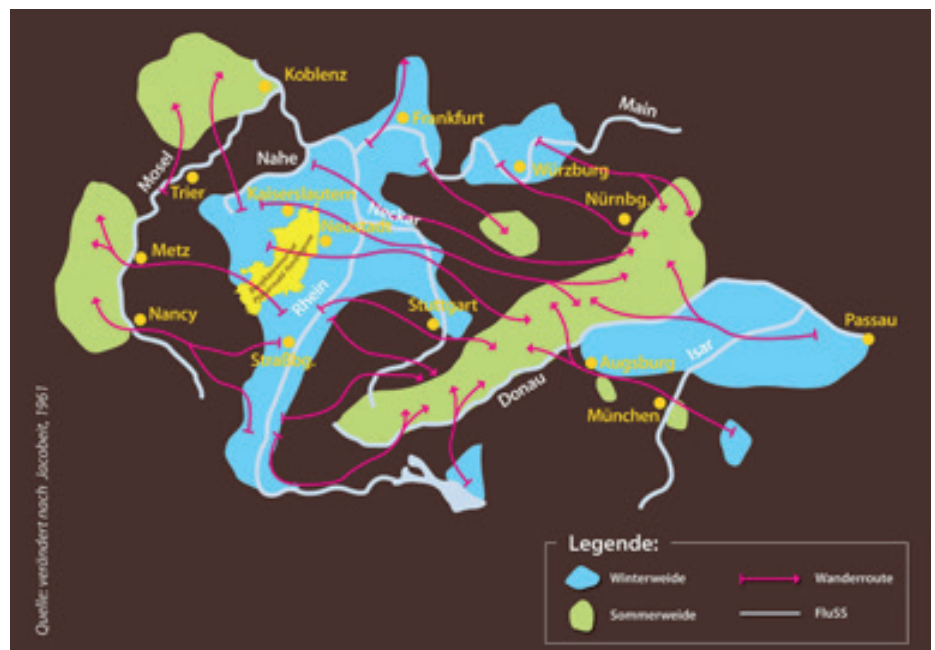 Koblenz
Main
Frankfurt
Mosel
Nahe
Würzburg
Trier
Kaiserslautern
Nürnbg.
Neckar
Neustadt
Metz
Rhein
Stuttgart
Nancy
Passau
Straßbg.
Augsburg
Isar
Donau
München
Quelle: verändert nach Jacobeit, 1961
Legende:
Winterweide
Wanderroute
Sommerweide
FluSS